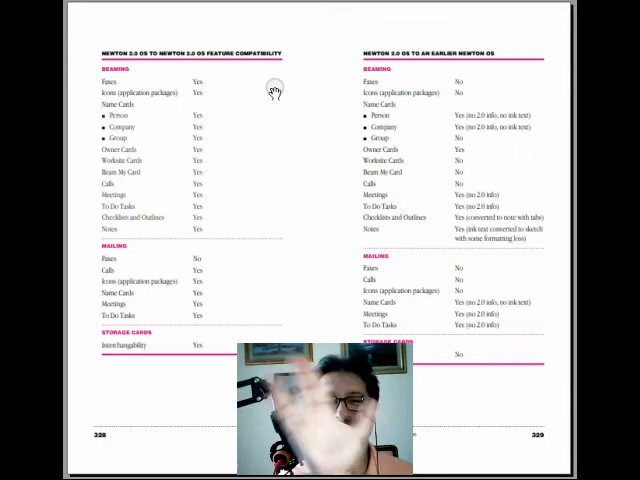 NEWTON 2.0 OS TO NEWTON 2.0 OS FEATURE COMPATIBILITY
BEAMING
Faxes Yes
Icons (application packages) Yes
Name Cards
■ Person Yes
■ Company Yes
■ Group Yes
Owner Cards Yes
Worksite Cards Yes
Beam My Card Yes
Calls Yes
Meetings Yes
To Do Tasks Yes
Checklists and Outlines Yes
Notes Yes
MAILING
Faxes No
Calls Yes
Icons (application packages) Yes
Name Cards Yes
Meetings Yes
To Do Tasks Yes
STORAGE CARDS
Interchangability Yes
328
NEWTON 2.0 OS TO AN EARLIER NEWTON OS
BEAMING
Faxes No
Icons (application packages) No
Name Cards
■ Person Yes (no 2.0 info, no ink text)
■ Company Yes (no 2.0 info, no ink text)
■ Group No
Owner Cards Yes
Worksite Cards No
Beam My Card No
Calls No
Meetings Yes (no 2.0 info)
To Do Tasks Yes (no 2.0 info)
Checklists and Outlines Yes (converted to note with tabs)
Notes Yes (ink text converted to sketch
with some formatting loss)
MAILING
Faxes No
Calls No
Icons (application packages) No
Name Cards Yes (no 2.0 info, no ink text)
Meetings Yes (no 2.0 info)
To Do Tasks Yes (no 2.0 info)
STORAGE CARDS
No
329